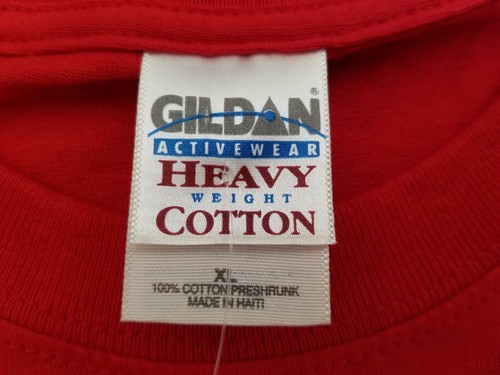 GILDAN®
ACTIVEWEAR
HEAVY
WEIGHT
COTTON
XL
100% COTTON PRESHRUNK
MADE IN HAITI